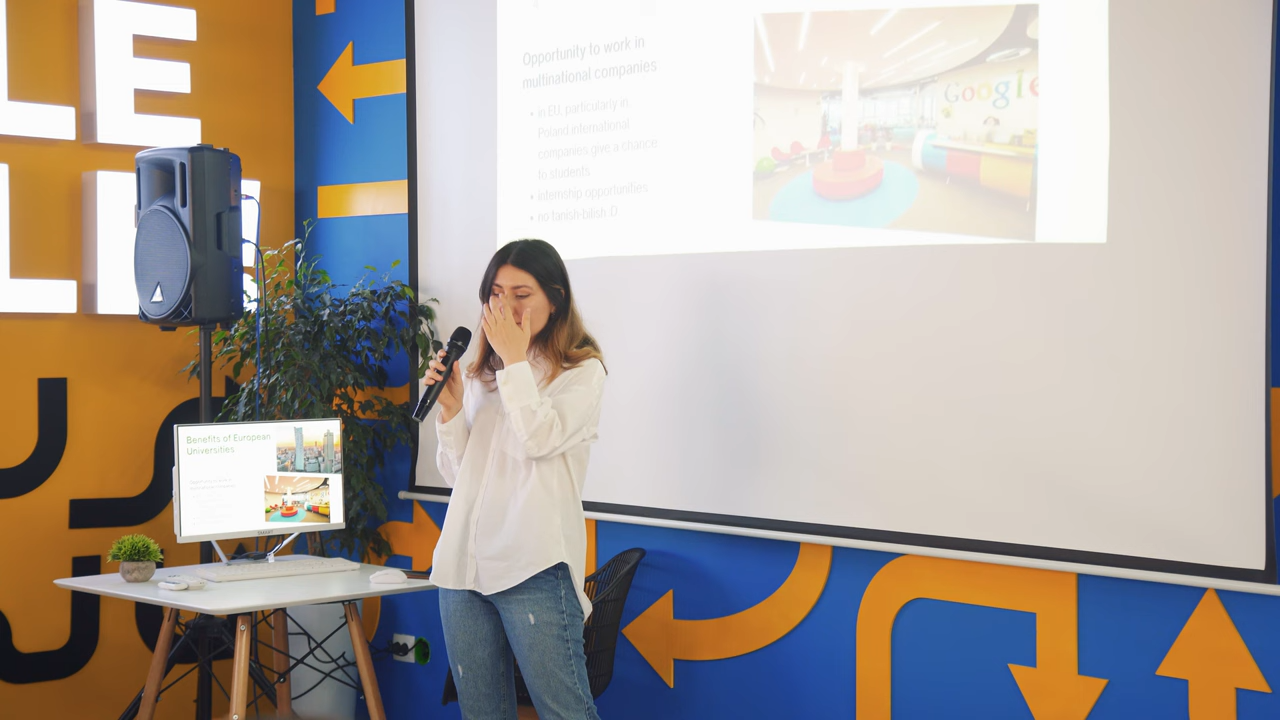 LE
Opportunity to work in
multinational companies
• in EU, particularly in
Poland international
companies give a chance
to students
• internship opportunities
• no tanish-bilish :D
Google
Benefits of European
Universities